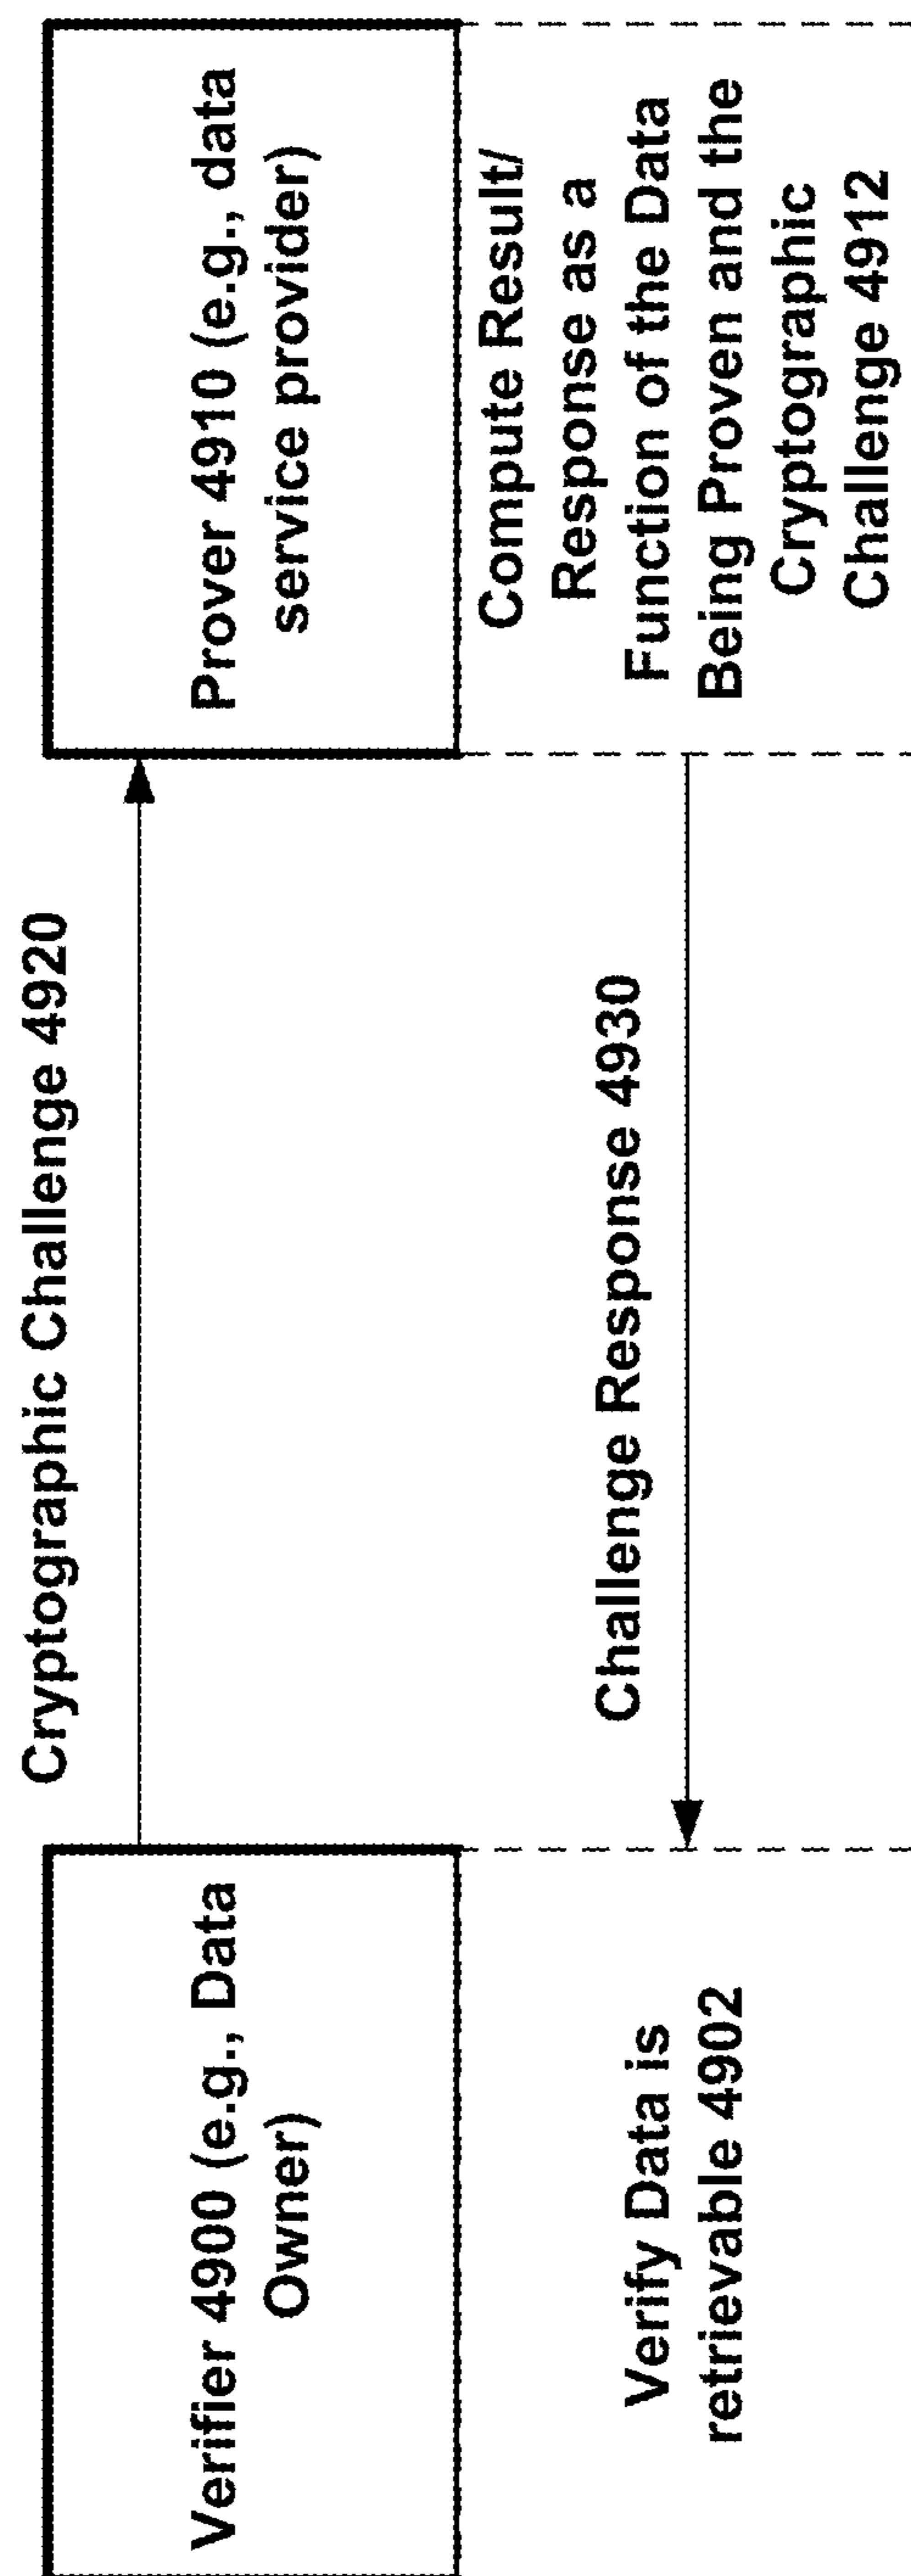 Verifier 4900 (e.g., Data
Owner)
Cryptographic Challenge 4920
Prover 4910 (e.g., data
service provider)
Compute Result/
Response as a
Function of the Data
Being Proven and the
Cryptographic
Challenge 4912
Challenge Response 4930
Verify Data is
retrievable 4902